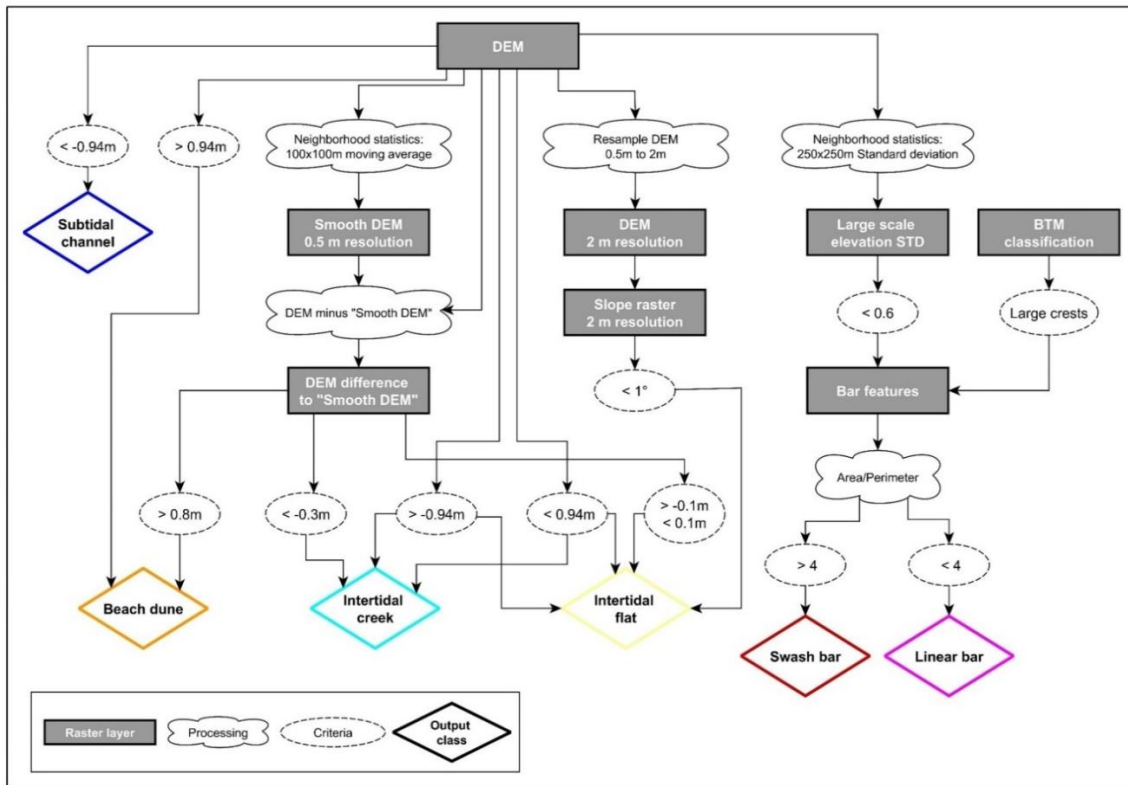 DEM
< -0.94m
> 0.94m
Neighborhood statistics:
100x100m moving average
Resample DEM
0.5m to 2m
Neighborhood statistics:
250x250m Standard deviation
Subtidal
channel
Smooth DEM
0.5 m resolution
DEM
2 m resolution
Large scale
elevation STD
BTM
classification
DEM minus "Smooth DEM"
Slope raster
2 m resolution
< 0.6
Large crests
DEM difference
to "Smooth DEM"
< 1°
Bar features
Area/Perimeter
> 0.8m
< -0.3m
> -0.94m
< 0.94m
> -0.1m
< 0.1m
> 4
< 4
Beach dune
Intertidal
creek
Intertidal
flat
Swash bar
Linear bar
Raster layer
Processing
Criteria
Output
class